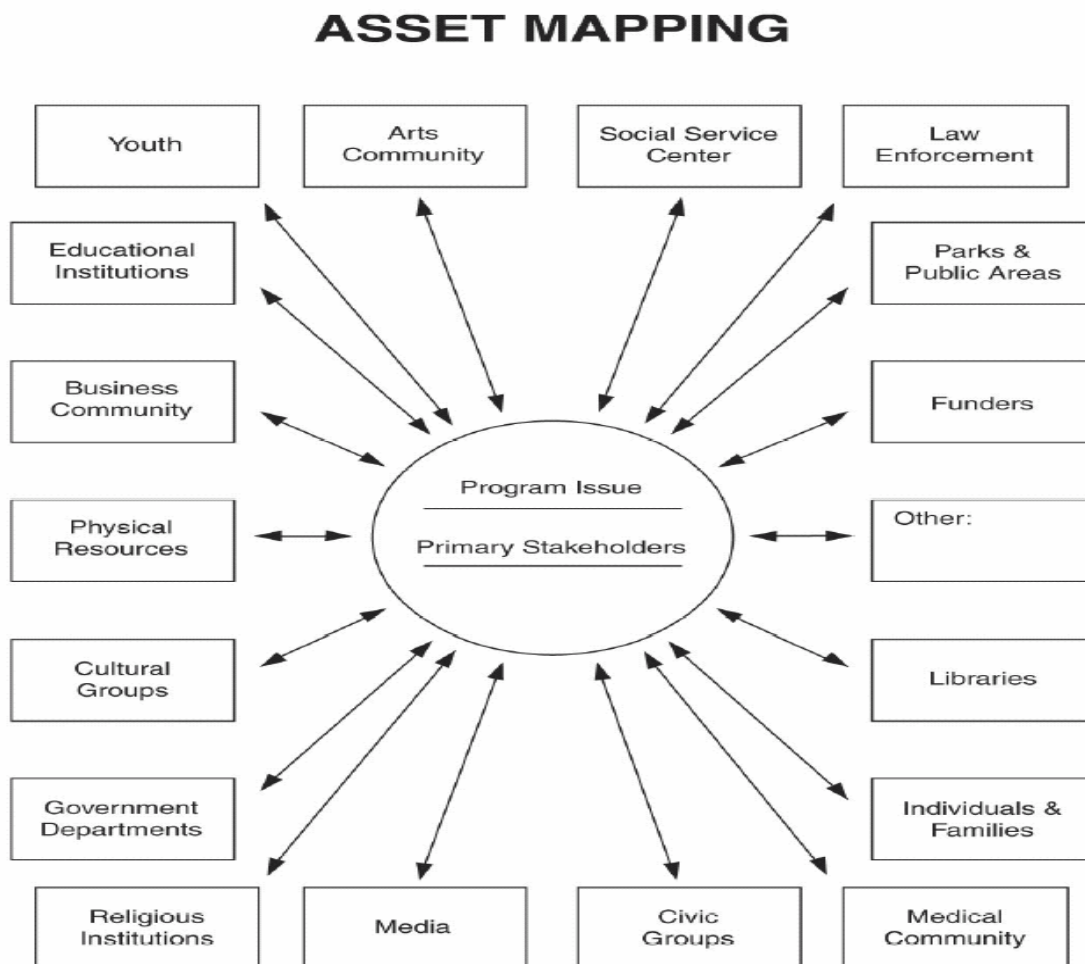 ASSET MAPPING
Youth
Arts
Community
Social Service
Center
Law
Enforcement
Educational
Institutions
Parks &
Public Areas
Business
Community
Funders
Program Issue
Primary Stakeholders
Physical
Resources
Other:
Cultural
Groups
Libraries
Government
Departments
Individuals &
Families
Religious
Institutions
Media
Civic
Groups
Medical
Community